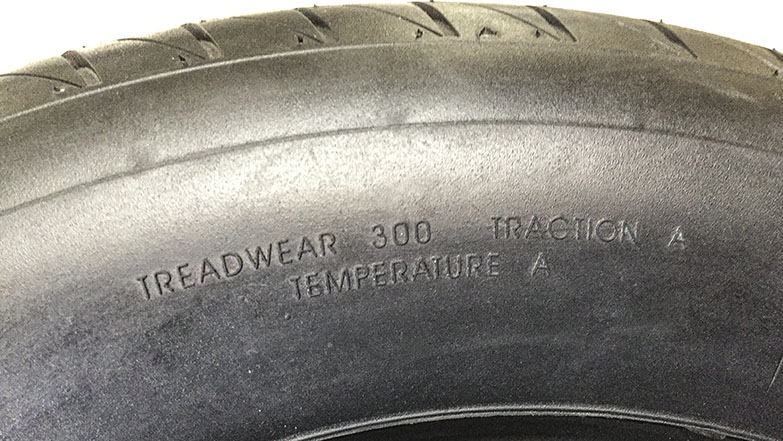 TREADWEAR 300 TRACTION A
TEMPERATURE A